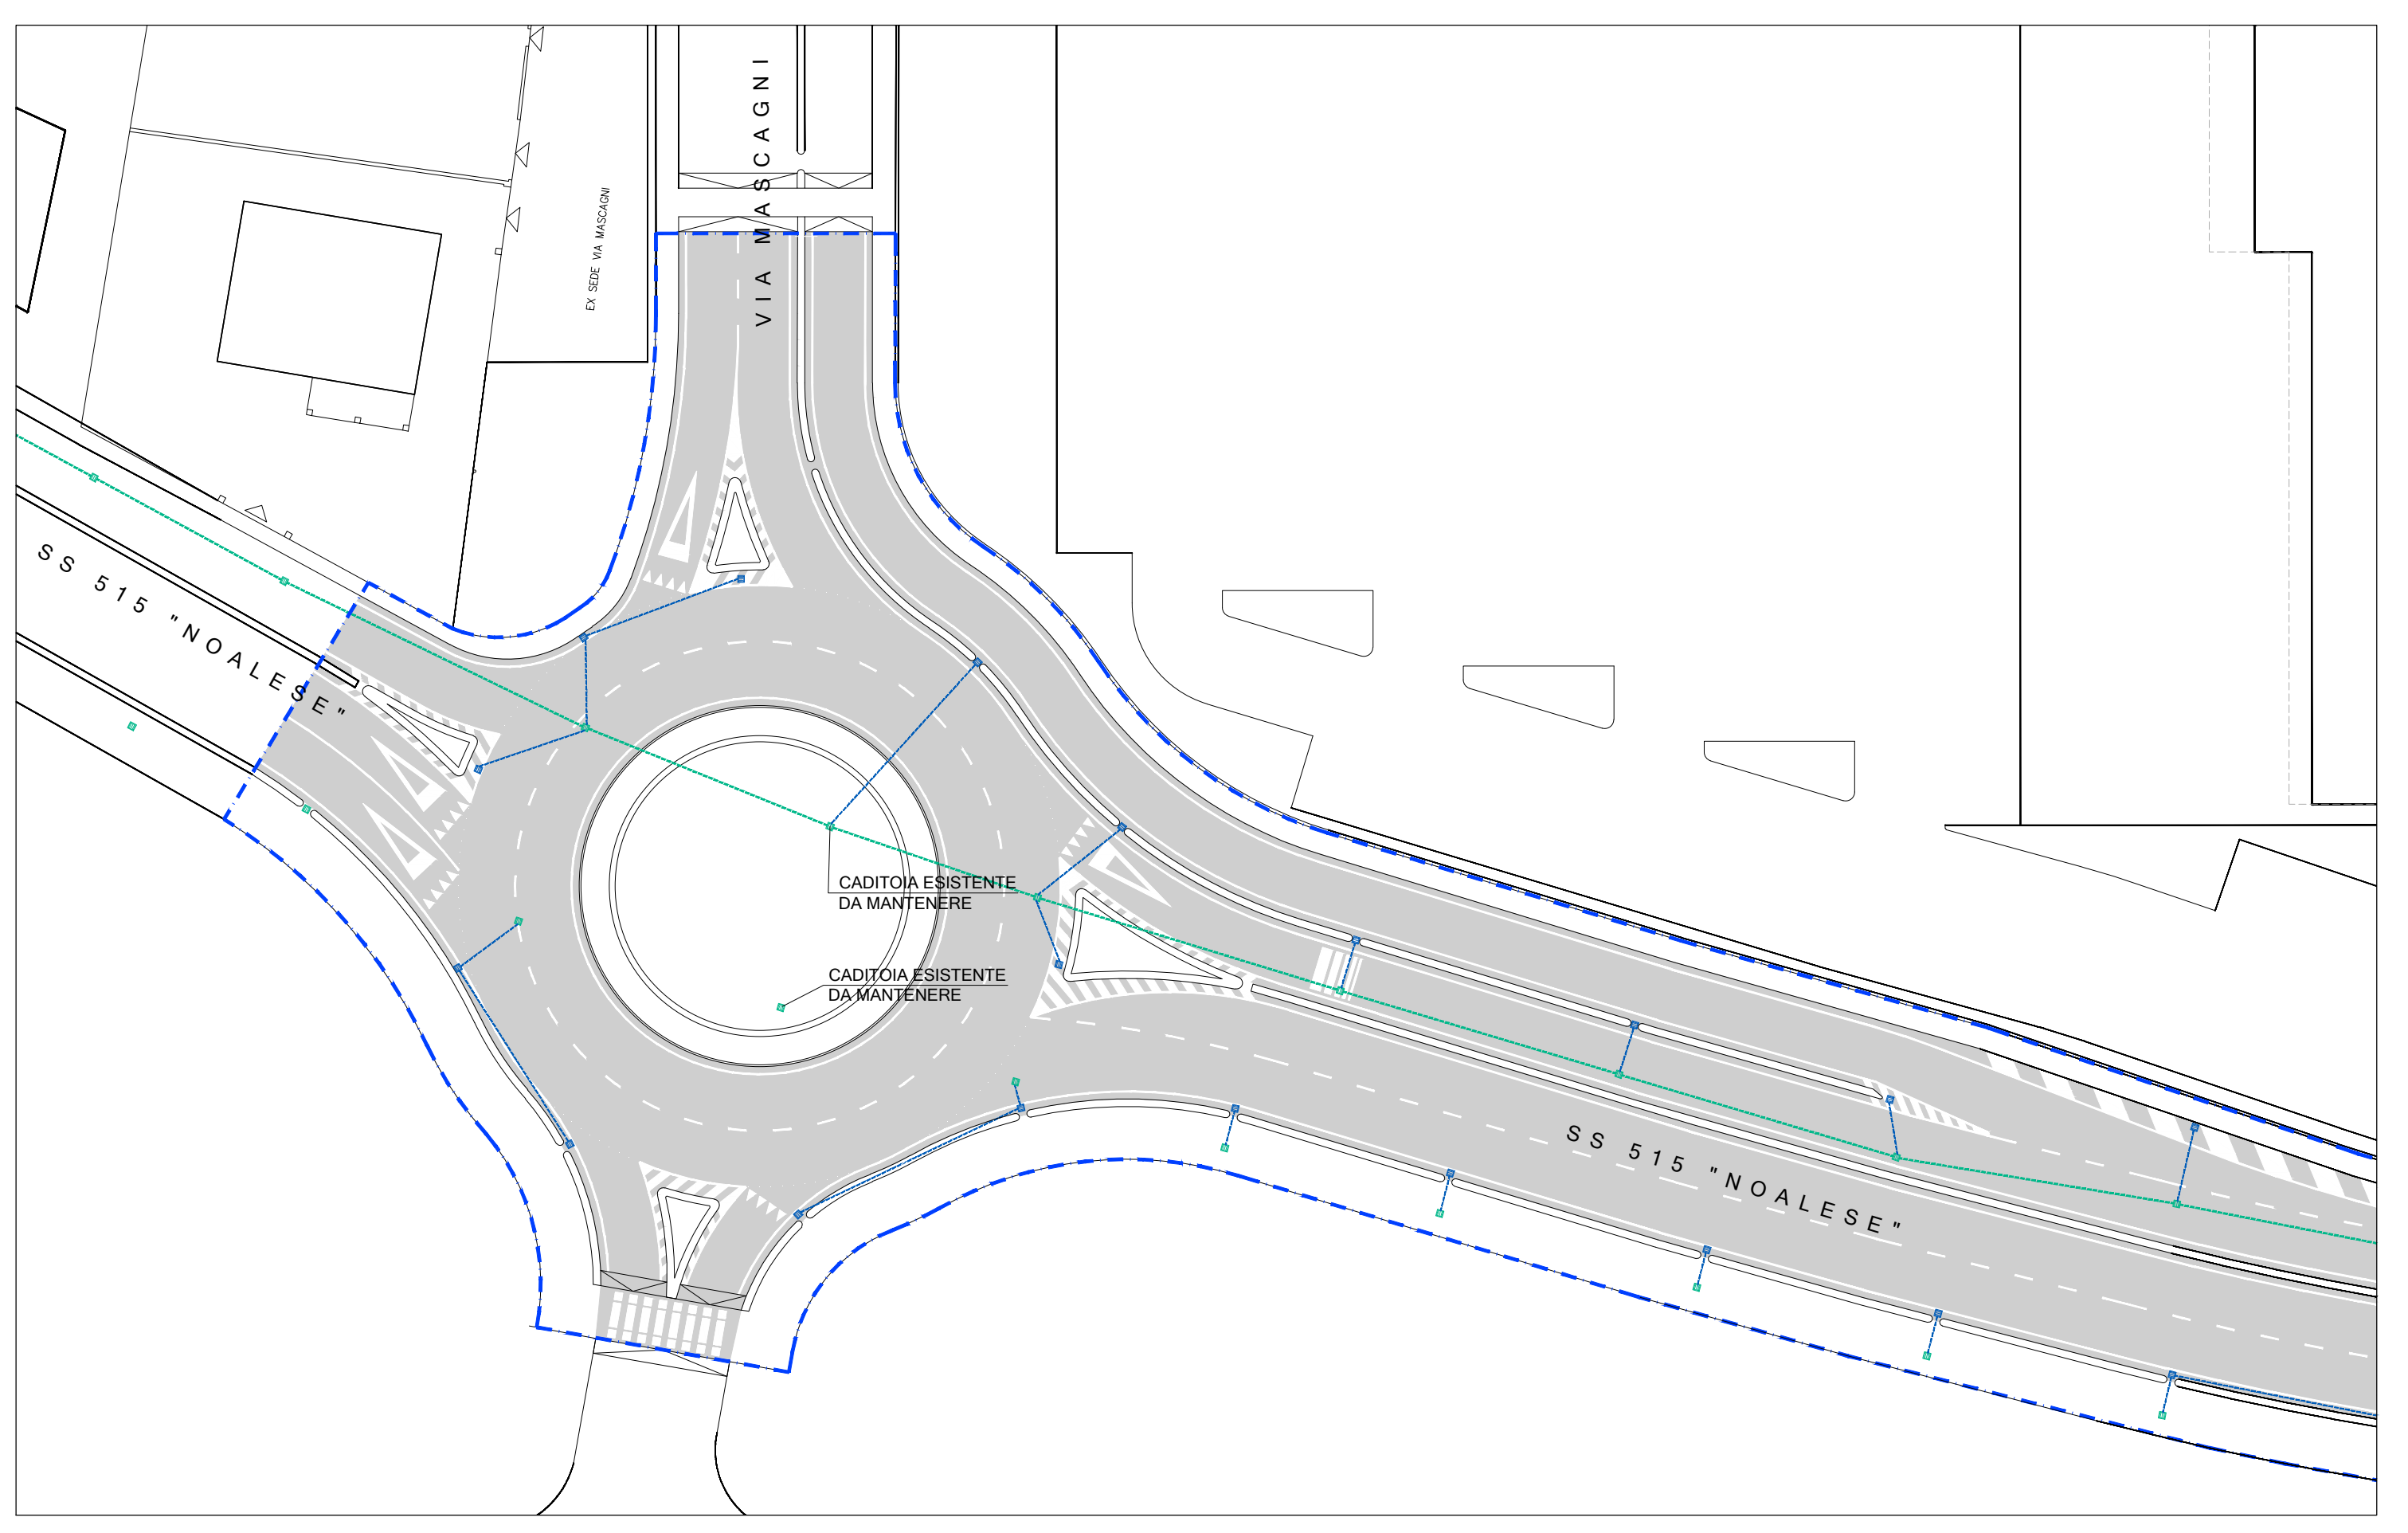 VIA MASCAGNI
EX SEDE VIA MASCAGNI
SS 515 "NOALESE"
CADITOIA ESISTENTE
DA MANTENERE
CADITOIA ESISTENTE
DA MANTENERE
SS 515 "NOALESE"